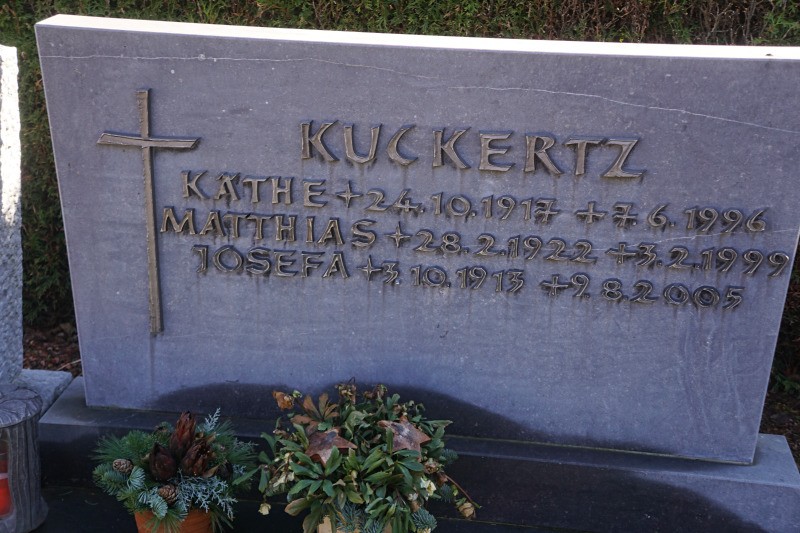 KUCKERTZ
KÄTHE +24.10.1917 +7.6.1996
MATTHIAS +28.2.1922 +3.2.1999
JOSEFA +3.10.1913 +9.8.2005